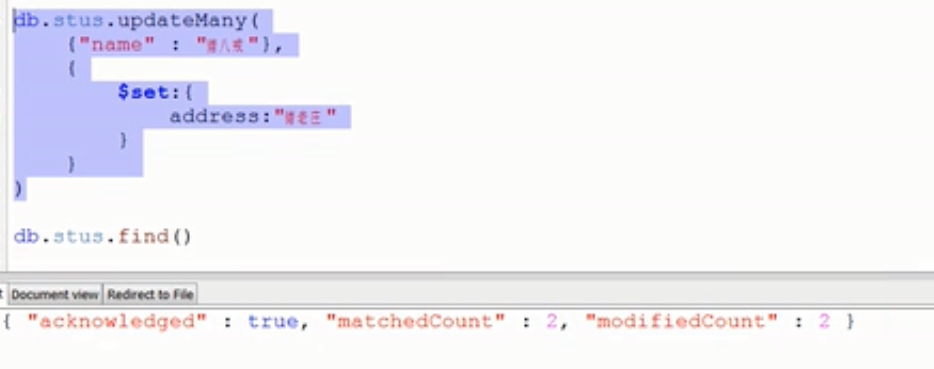 db.stus.updateMany(
{"name" : "猪八戒"},
{
$set:{
address:"猪老庄"
}
}
)
db.stus.find()
t Document view Redirect to File
{ "acknowledged" : true, "matchedCount" : 2, "modifiedCount" : 2 }